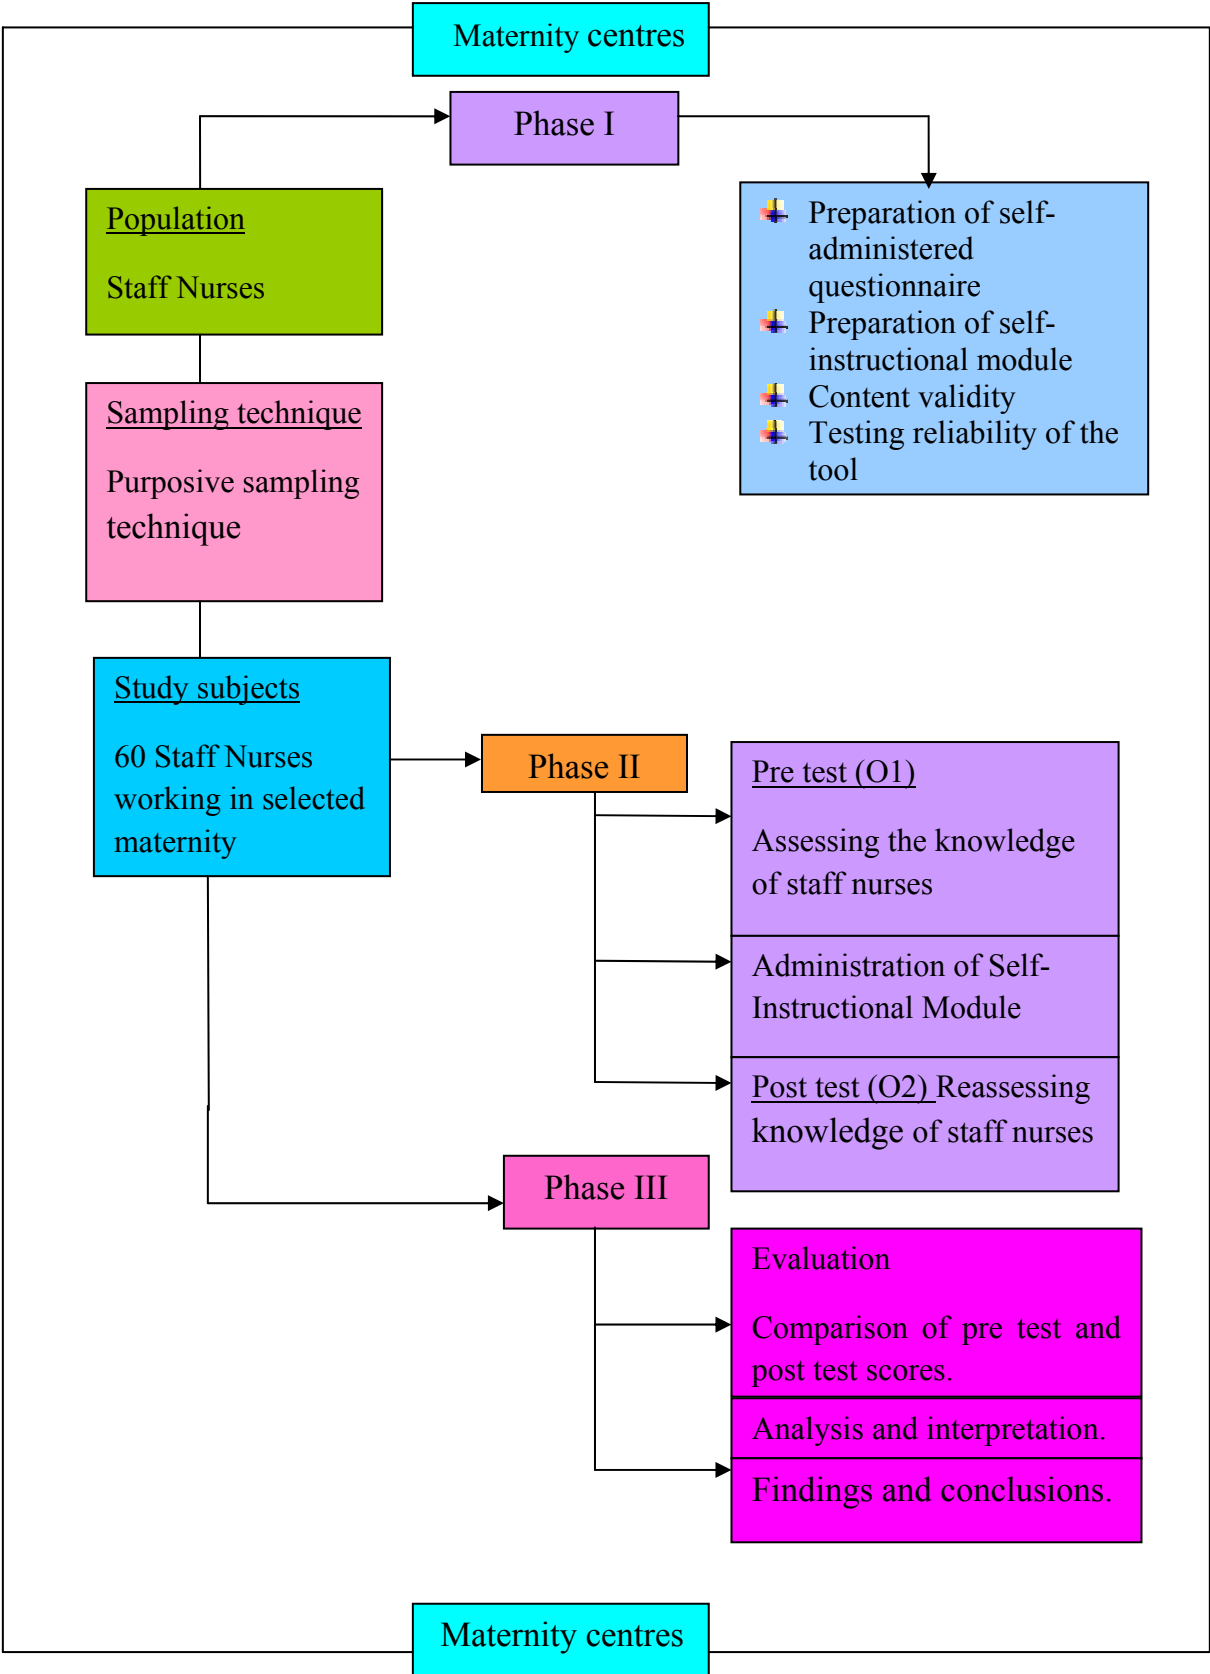 Maternity centres
Phase I
Population
Staff Nurses
Preparation of self-
administered
questionnaire
Preparation of self-
instructional module
Content validity
Testing reliability of the
tool
Sampling technique
Purposive sampling
technique
Study subjects
60 Staff Nurses
working in selected
maternity
Phase II
Pre test (O1)
Assessing the knowledge
of staff nurses
Administration of Self-
Instructional Module
Post test (O2) Reassessing
knowledge of staff nurses
Phase III
Evaluation
Comparison of pre test and
post test scores.
Analysis and interpretation.
Findings and conclusions.
Maternity centres